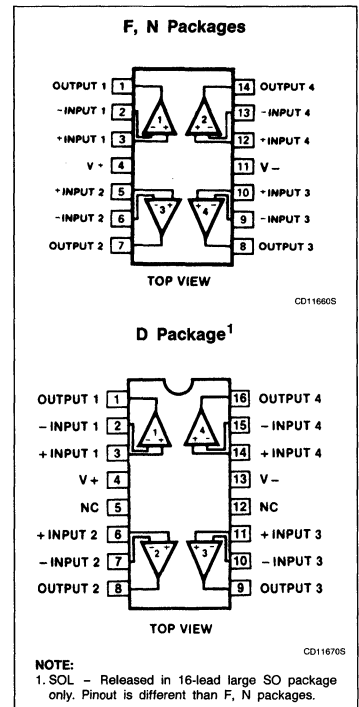 F, N Packages
OUTPUT 1 1 14 OUTPUT 4
-INPUT 1 2 13 -INPUT 4
+INPUT 1 3 1 - + 2 - + 12 +INPUT 4
V + 4 11 V -
+INPUT 2 5 10 +INPUT 3
-INPUT 2 6 - 3 + + 4 - 9 -INPUT 3
OUTPUT 2 7 8 OUTPUT 3
TOP VIEW
CD11660S
D Package1
OUTPUT 1 1 16 OUTPUT 4
- INPUT 1 2 15 - INPUT 4
+ INPUT 1 3 1 - + 4 + - 14 + INPUT 4
V + 4 13 V -
NC 5 12 NC
+ INPUT 2 6 11 + INPUT 3
- INPUT 2 7 - 2 + + 3 - 10 - INPUT 3
OUTPUT 2 8 9 OUTPUT 3
TOP VIEW
CD11670S
NOTE:
1. SOL – Released in 16-lead large SO package
only. Pinout is different than F, N packages.